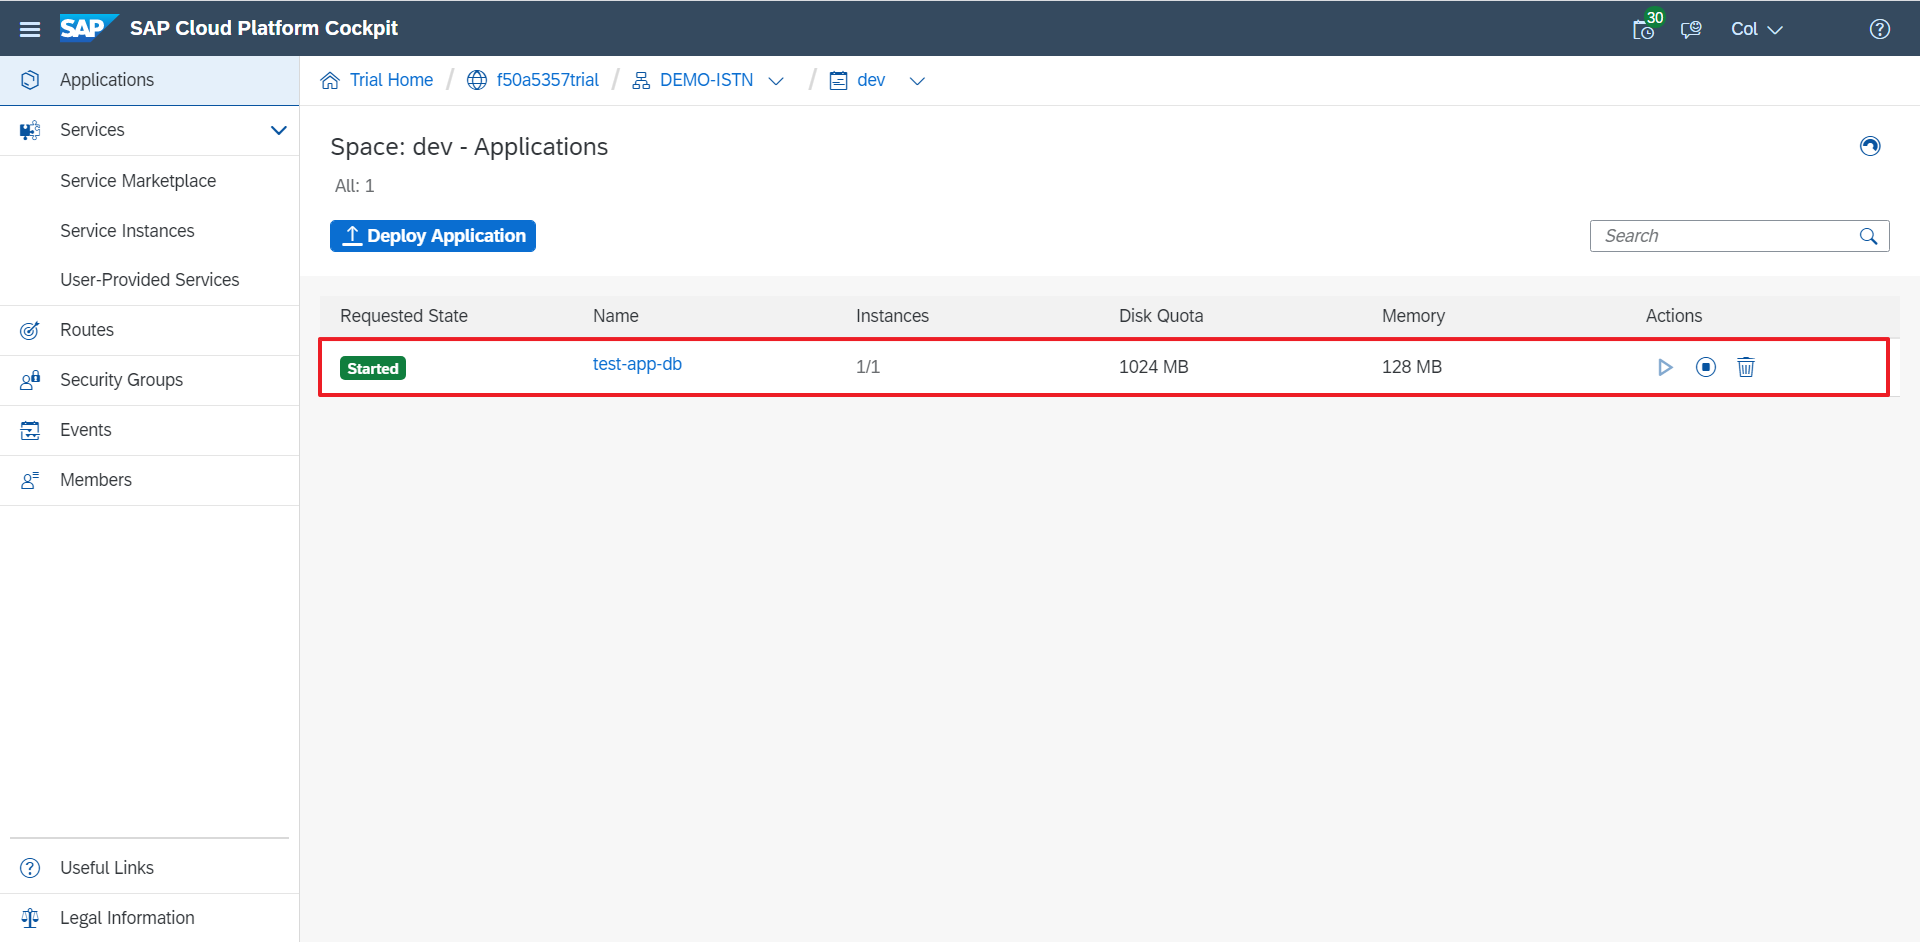 SAP SAP Cloud Platform Cockpit
30
Col
Applications
Services
Service Marketplace
Service Instances
User-Provided Services
Routes
Security Groups
Events
Members
Useful Links
Legal Information
Trial Home / f50a5357trial / DEMO-ISTN / dev
Space: dev - Applications
All: 1
Deploy Application
Search
Requested State Name Instances Disk Quota Memory Actions
Started test-app-db 1/1 1024 MB 128 MB